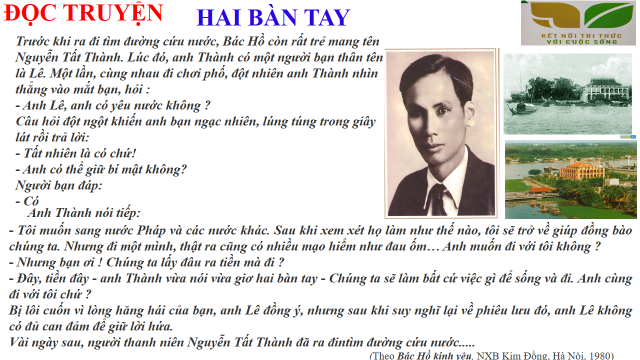 ĐỌC TRUYỆN
HAI BÀN TAY
KẾT NỐI TRI THỨC
VỚI CUỘC SỐNG
Trước khi ra đi tìm đường cứu nước, Bác Hồ còn rất trẻ mang tên
Nguyễn Tất Thành. Lúc đó, anh Thành có một người bạn thân tên
là Lê. Một lần, cùng nhau đi chơi phố, đột nhiên anh Thành nhìn
thẳng vào mắt bạn, hỏi :
- Anh Lê, anh có yêu nước không ?
Câu hỏi đột ngột khiến anh bạn ngạc nhiên, lúng túng trong giây
lát rồi trả lời:
- Tất nhiên là có chứ!
- Anh có thể giữ bí mật không?
Người bạn đáp:
- Có
Anh Thành nói tiếp:
- Tôi muốn sang nước Pháp và các nước khác. Sau khi xem xét họ làm như thế nào, tôi sẽ trở về giúp đồng bào
chúng ta. Nhưng đi một mình, thật ra cũng có nhiều mạo hiểm như đau ốm… Anh muốn đi với tôi không ?
- Nhưng bạn ơi ! Chúng ta lấy đâu ra tiền mà đi ?
- Đây, tiền đây - anh Thành vừa nói vừa giơ hai bàn tay - Chúng ta sẽ làm bất cứ việc gì để sống và đi. Anh cùng
đi với tôi chứ ?
Bị lôi cuốn vì lòng hăng hái của bạn, anh Lê đồng ý, nhưng sau khi suy nghĩ lại về phiêu lưu đó, anh Lê không
có đủ can đảm để giữ lời hứa.
Vài ngày sau, người thanh niên Nguyễn Tất Thành đã ra đintìm đường cứu nước.....
(Theo Bác Hồ kính yêu, NXB Kim Đồng, Hà Nội, 1980)